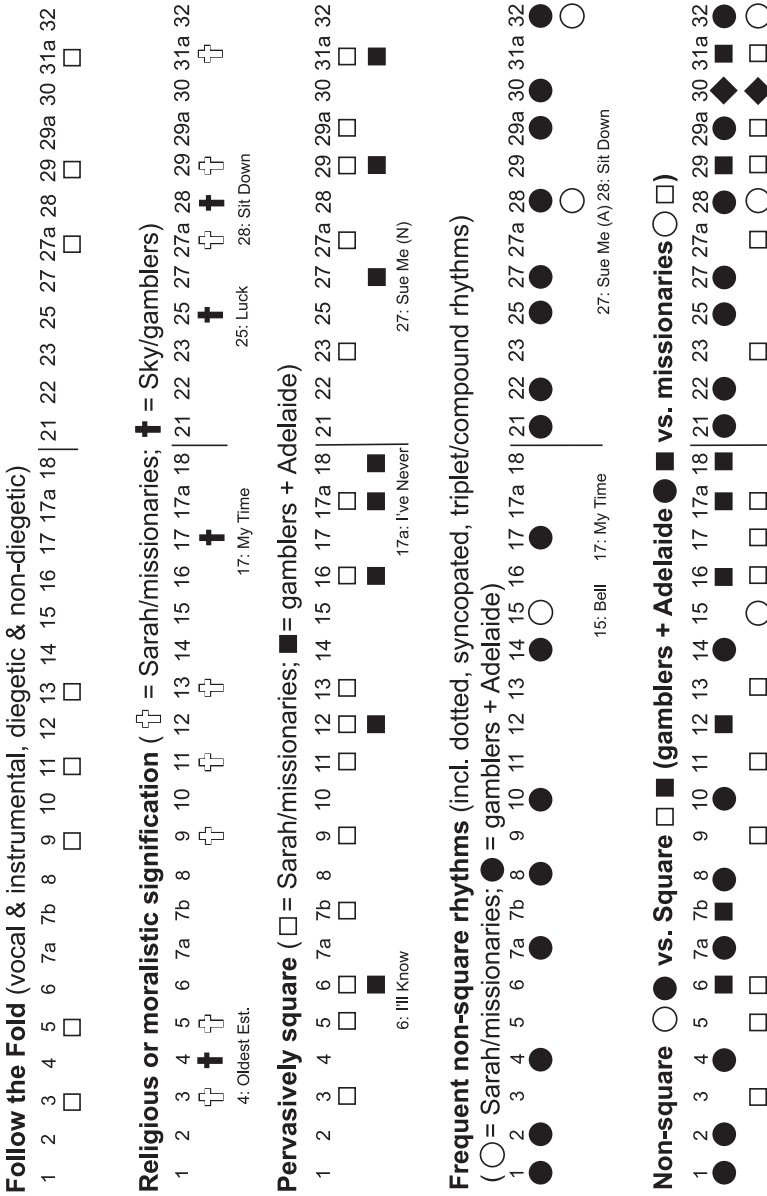 Follow the Fold (vocal & instrumental, diegetic & non-diegetic)
1 2 3 4 5 6 7a 7b 8 9 10 11 12 13 14 15 16 17 17a 18 21 22 23 25 27 27a 28 29 29a 30 31a 32
Religious or moralistic signification (✞ = Sarah/missionaries; ✝ = Sky/gamblers)
1 2 3 4 5 6 7a 7b 8 9 10 11 12 13 14 15 16 17 17a 18 21 22 23 25 27 27a 28 29 29a 30 31a 32
4: Oldest Est. 17: My Time 25: Luck 28: Sit Down
Pervasively square (□ = Sarah/missionaries; ■ = gamblers + Adelaide)
1 2 3 4 5 6 7a 7b 8 9 10 11 12 13 14 15 16 17 17a 18 21 22 23 25 27 27a 28 29 29a 30 31a 32
6: I'll Know 17a: I've Never 27: Sue Me (N)
Frequent non-square rhythms (incl. dotted, syncopated, triplet/compound rhythms)
(○ = Sarah/missionaries; ● = gamblers + Adelaide)
1 2 3 4 5 6 7a 7b 8 9 10 11 12 13 14 15 16 17 17a 18 21 22 23 25 27 27a 28 29 29a 30 31a 32
15: Bell 17: My Time 27: Sue Me (A) 28: Sit Down
Non-square ○ ● vs. Square □ ■ (gamblers + Adelaide ● ■ vs. missionaries ○ □)
1 2 3 4 5 6 7a 7b 8 9 10 11 12 13 14 15 16 17 17a 18 21 22 23 25 27 27a 28 29 29a 30 31a 32